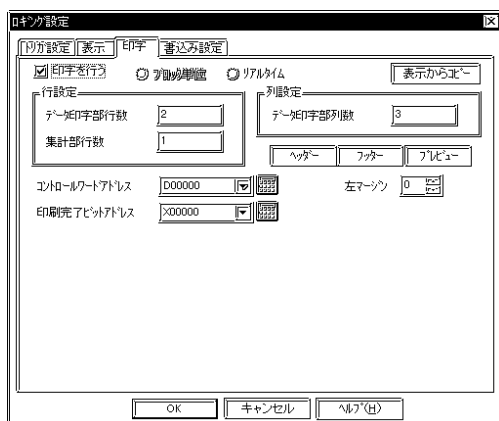 ロギング設定
トリガ設定 表示 印字 書込み設定
印字を行う ブロック単位 リアルタイム 表示からコピー
行設定 列設定
データ印字部行数 2 データ印字部列数 3
集計部行数 1
ヘッダー フッター プレビュー
コントロールワードアドレス D00000 左マージン 0
印刷完了ビットアドレス X00000
OK キャンセル ヘルプ(H)